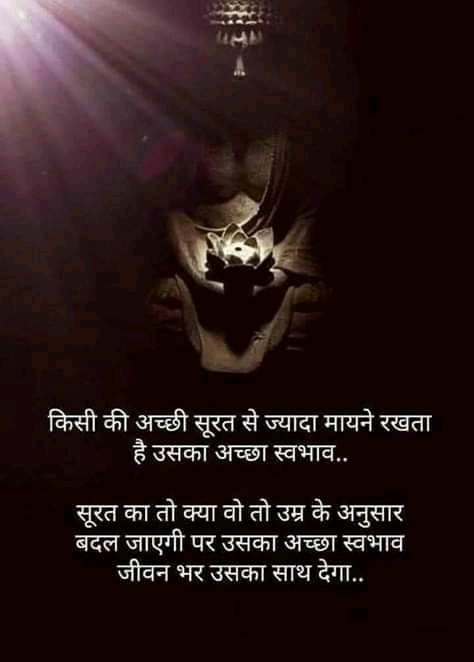 किसी की अच्छी सूरत से ज्यादा मायने रखता
है उसका अच्छा स्वभाव..
सूरत का तो क्या वो तो उम्र के अनुसार
बदल जाएगी पर उसका अच्छा स्वभाव
जीवन भर उसका साथ देगा..